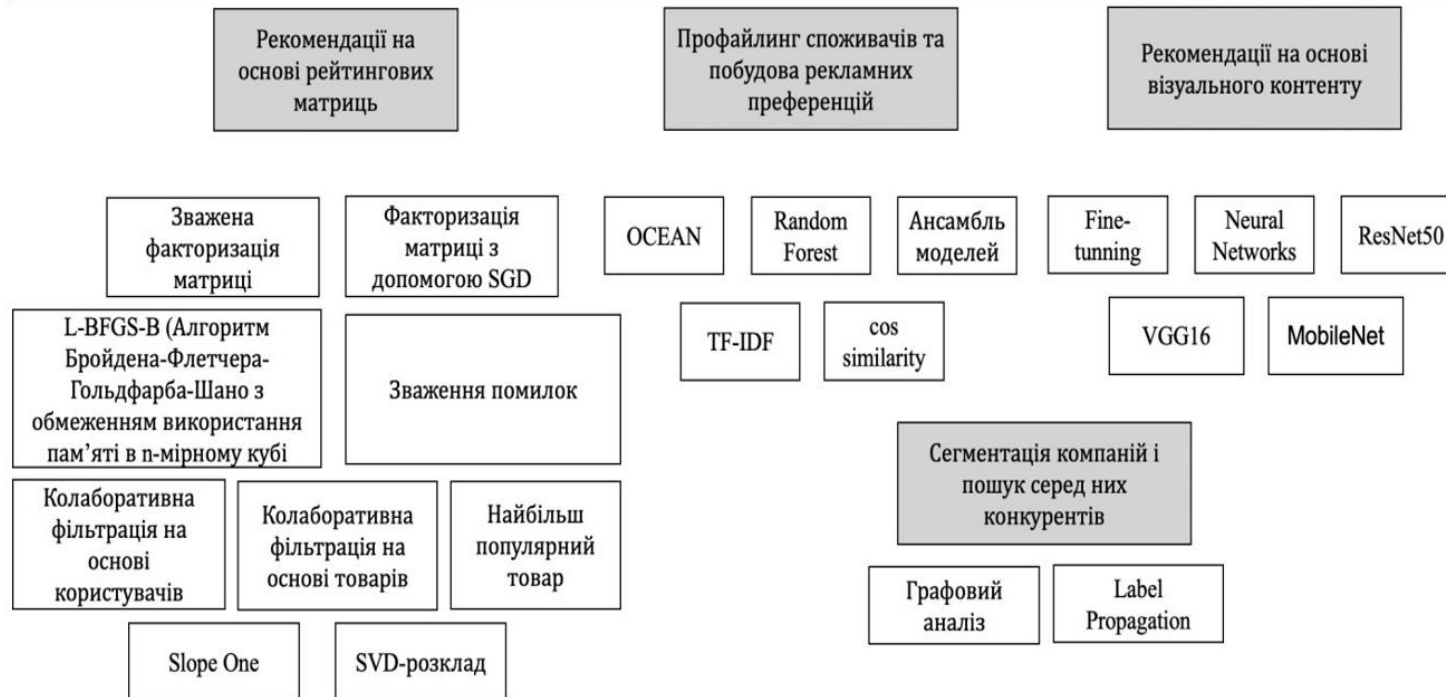 Рекомендації на
основі рейтингових
матриць
Профайлинг споживачів та
побудова рекламних
преференцій
Рекомендації на основі
візуального контенту
Зважена
факторизація
матриці
Факторизація
матриці з
допомогою SGD
OCEAN
Random
Forest
Ансамбль
моделей
Fine-
tunning
Neural
Networks
ResNet50
L-BFGS-B (Алгоритм
Бройдена-Флетчера-
Гольдфарба-Шано з
обмеженням використання
пам’яті в n-мірному кубі
Зваження помилок
TF-IDF
cos
similarity
VGG16
MobileNet
Сегментація компаній і
пошук серед них
конкурентів
Колаборативна
фільтрація на
основі
користувачів
Колаборативна
фільтрація на
основі товарів
Найбільш
популярний
товар
Графовий
аналіз
Label
Propagation
Slope One
SVD-розклад